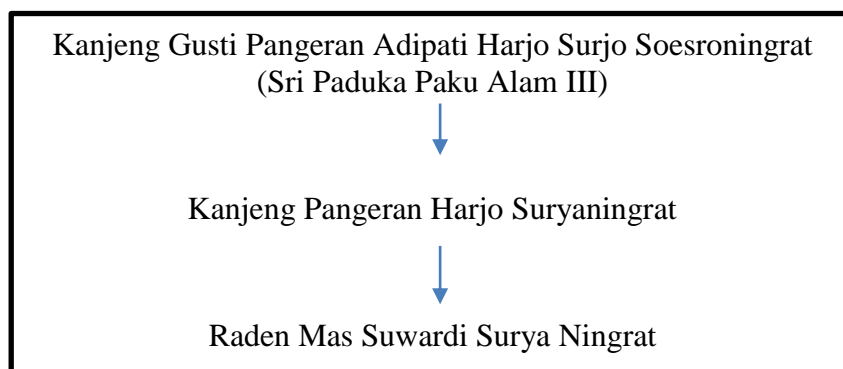 Kanjeng Gusti Pangeran Adipati Harjo Surjo Soesroningrat
(Sri Paduka Paku Alam III)
Kanjeng Pangeran Harjo Suryaningrat
Raden Mas Suwardi Surya Ningrat